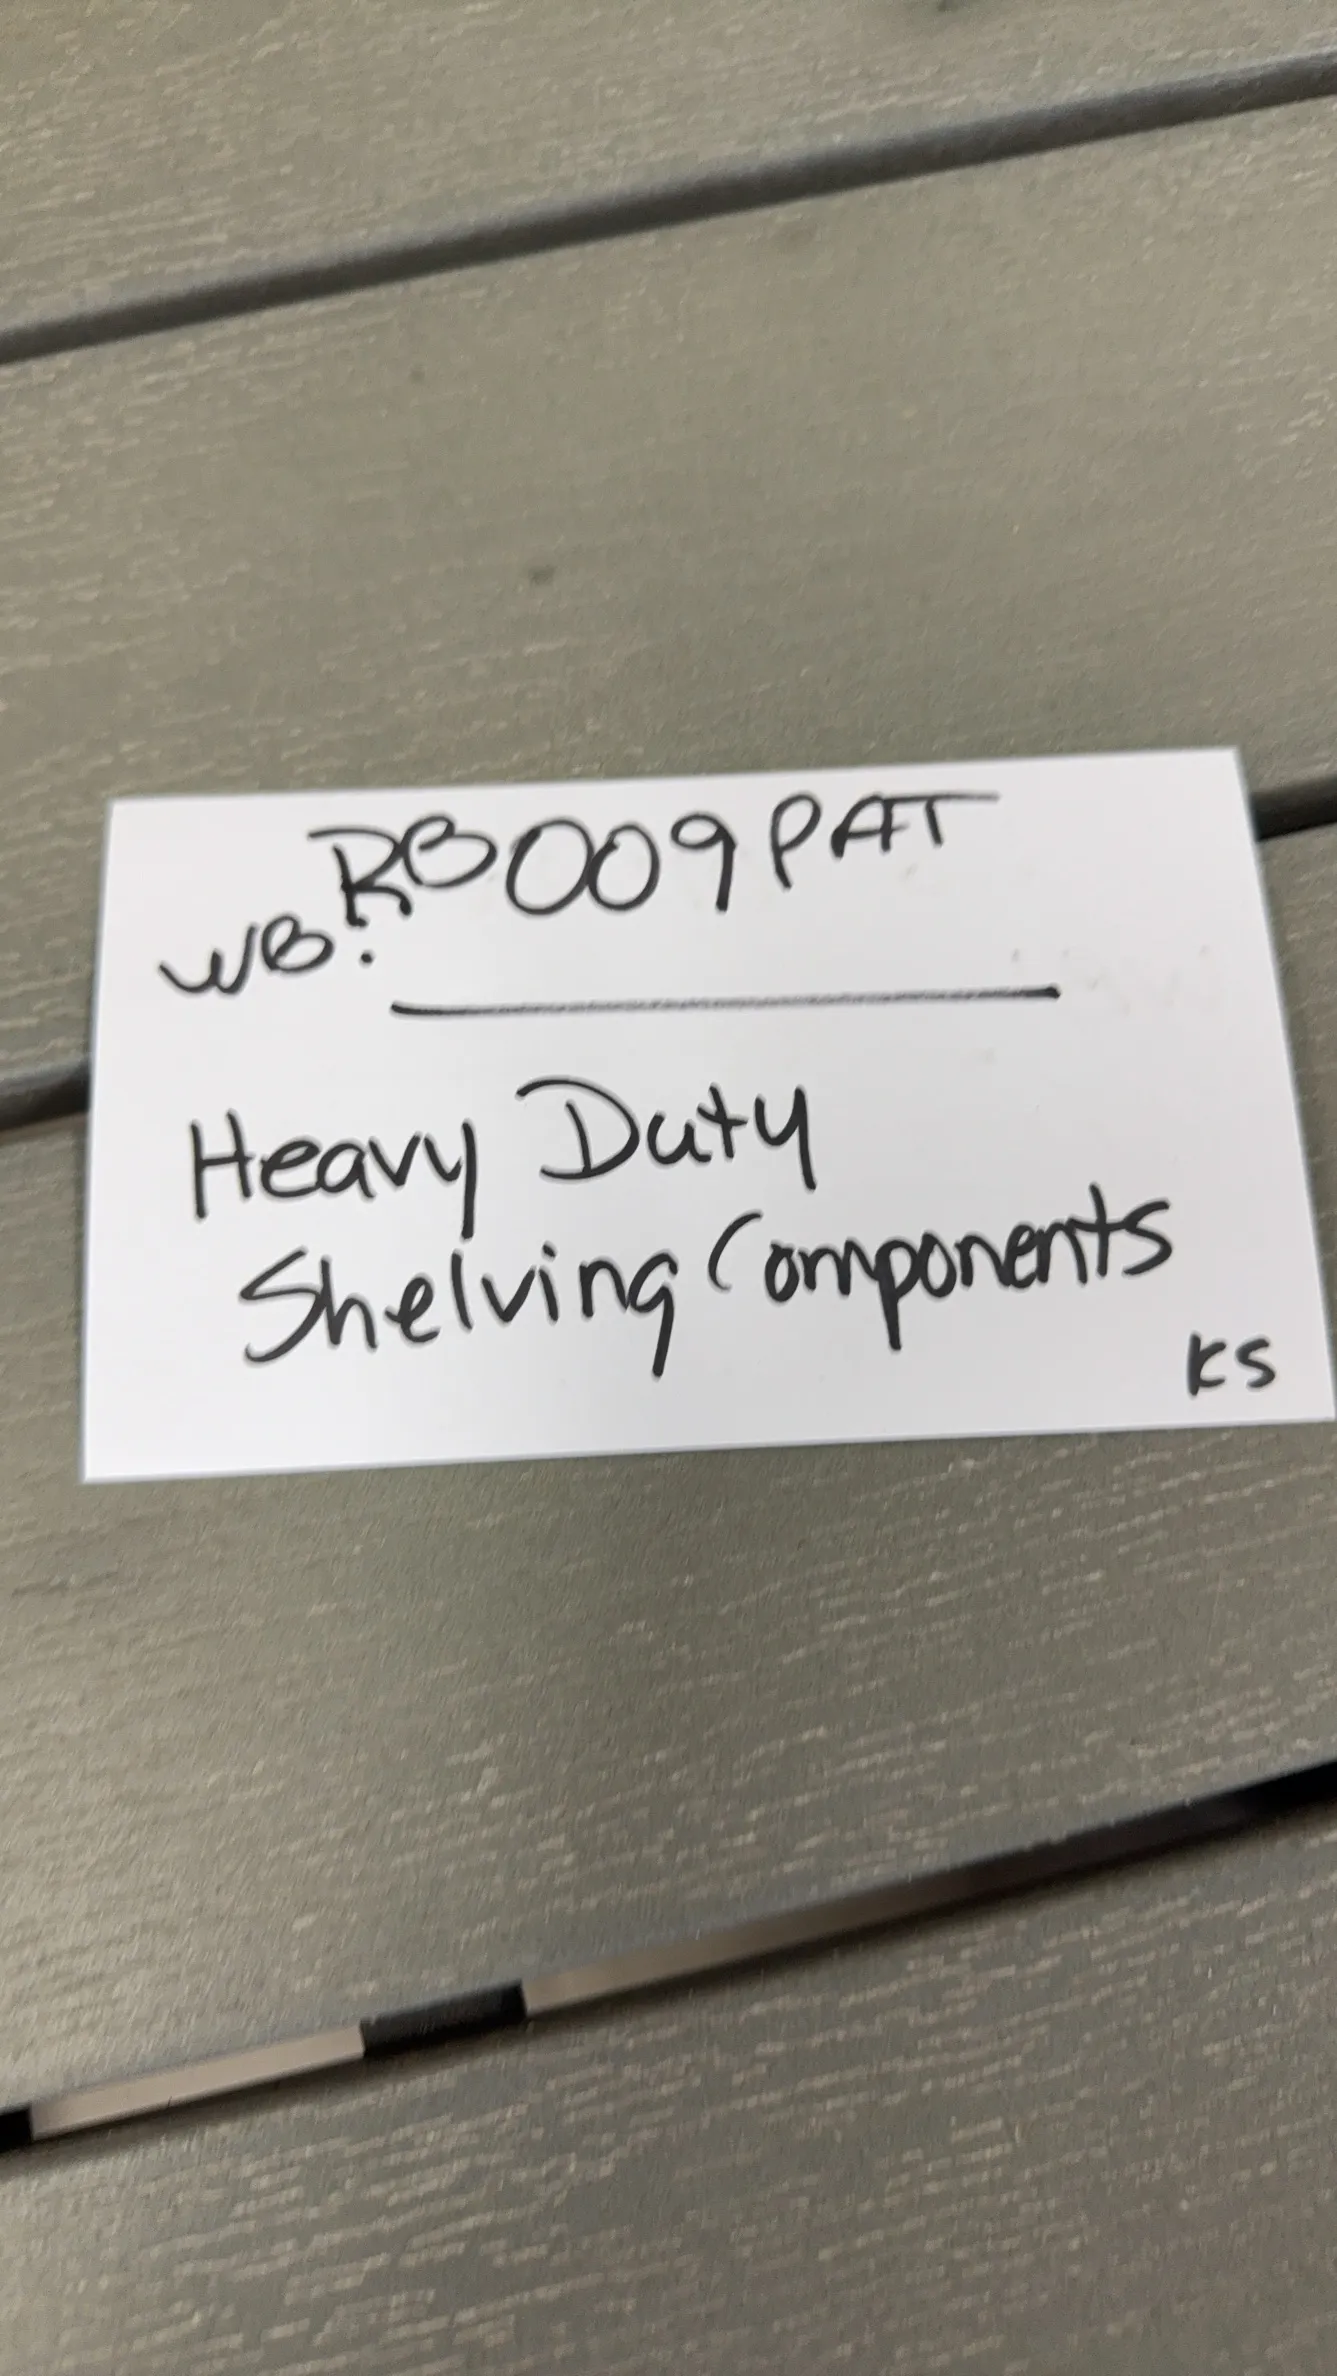 WB: RB009PAT
Heavy Duty
Shelving Components
KS